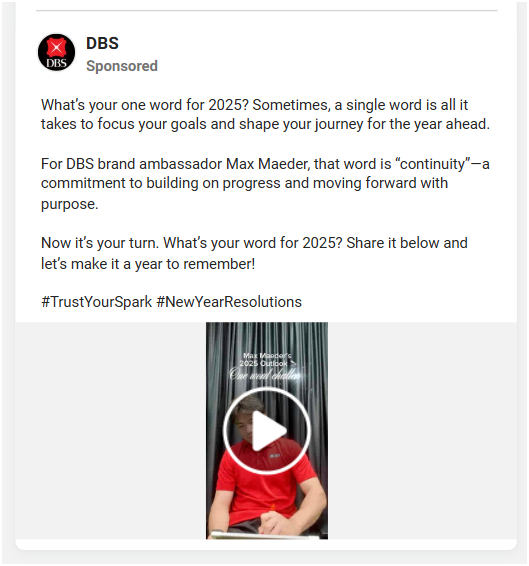 DBS
DBS
Sponsored
What's your one word for 2025? Sometimes, a single word is all it
takes to focus your goals and shape your journey for the year ahead.
For DBS brand ambassador Max Maeder, that word is “continuity”—a
commitment to building on progress and moving forward with
purpose.
Now it's your turn. What's your word for 2025? Share it below and
let's make it a year to remember!
#TrustYourSpark #NewYearResolutions
Max Maeder's
2025 Outlook
One word